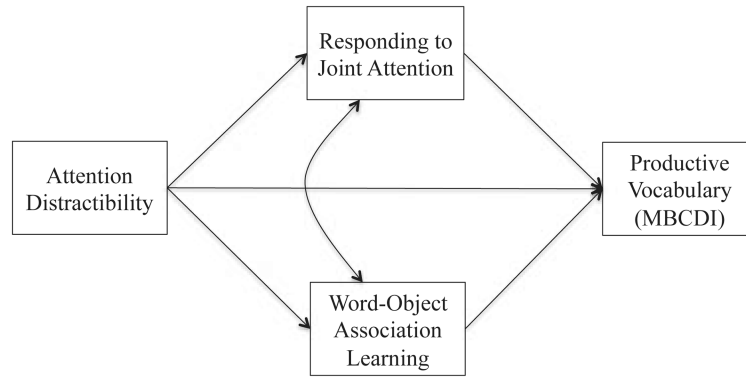 Responding to
Joint Attention
Attention
Distractibility
Productive
Vocabulary
(MBCDI)
Word-Object
Association
Learning